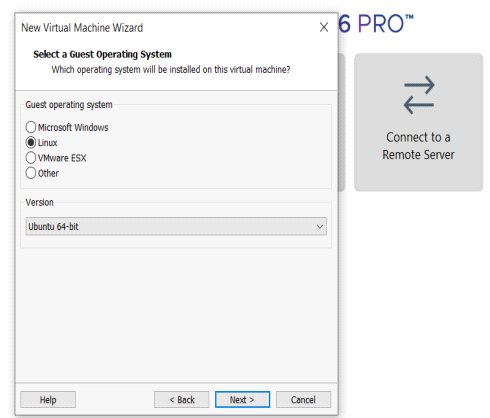 New Virtual Machine Wizard
6 PRO™
Select a Guest Operating System
Which operating system will be installed on this virtual machine?
Guest operating system
Microsoft Windows
Linux
VMware ESX
Other
Version
Ubuntu 64-bit
Help
< Back
Next >
Cancel
Connect to a
Remote Server